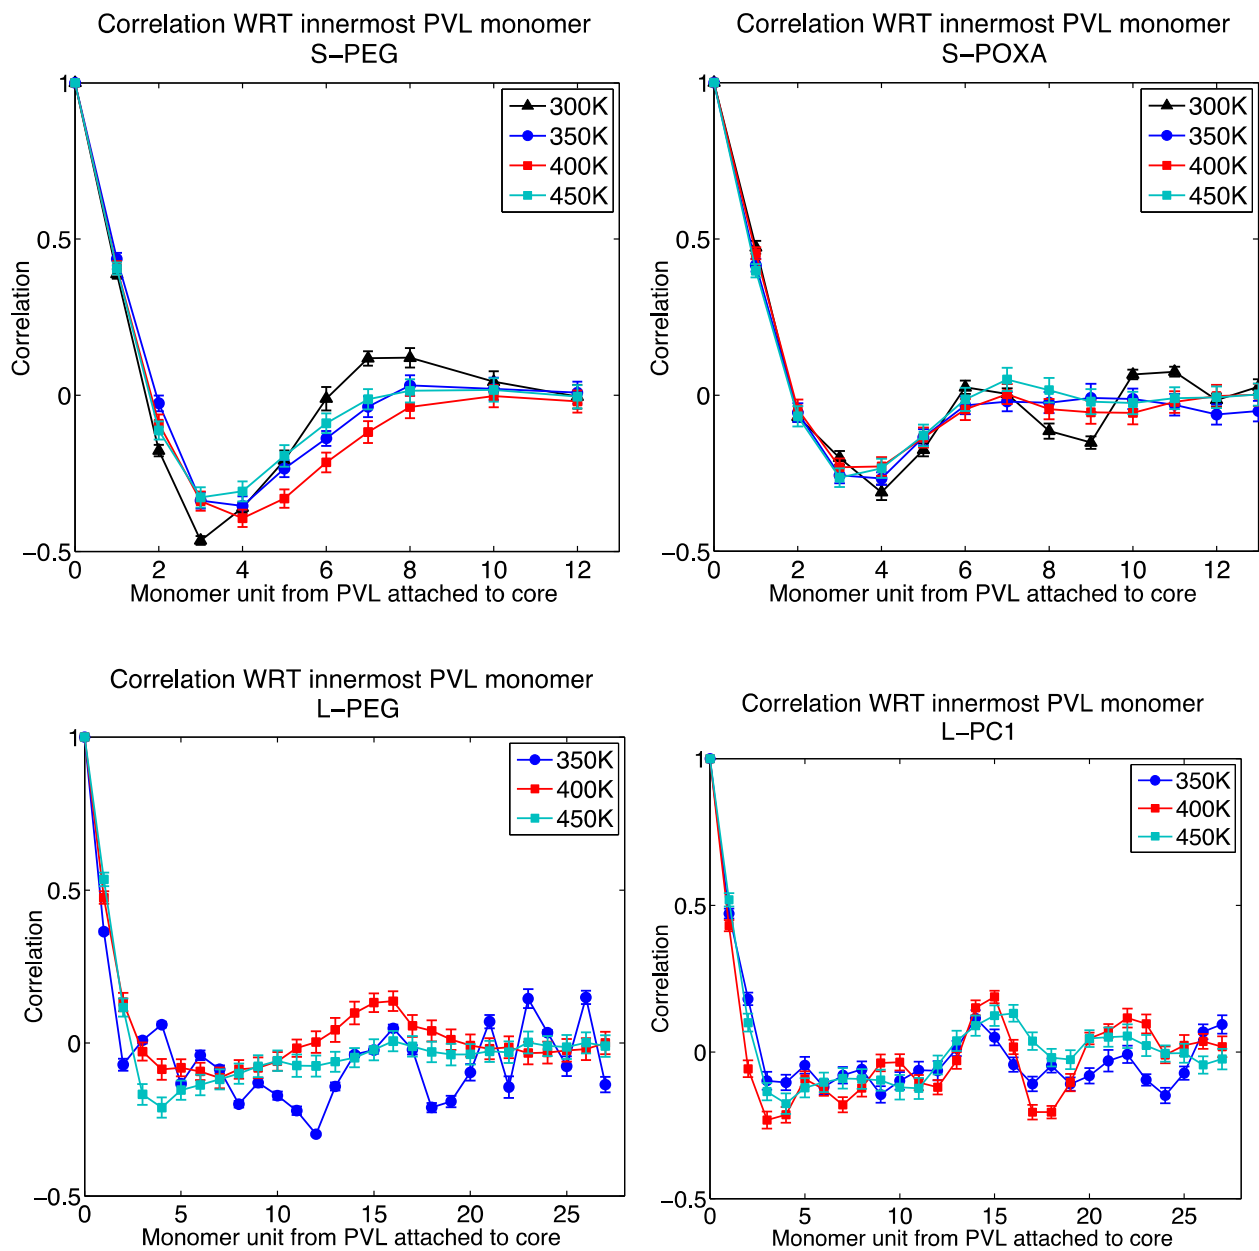 Correlation WRT innermost PVL monomer
S−PEG
1
0.5
0
−0.5
Correlation
300K
350K
400K
450K
0 2 4 6 8 10 12
Monomer unit from PVL attached to core
Correlation WRT innermost PVL monomer
S−POXA
1
0.5
0
−0.5
Correlation
300K
350K
400K
450K
0 2 4 6 8 10 12
Monomer unit from PVL attached to core
Correlation WRT innermost PVL monomer
L−PEG
1
0.5
0
−0.5
Correlation
350K
400K
450K
0 5 10 15 20 25
Monomer unit from PVL attached to core
Correlation WRT innermost PVL monomer
L−PC1
1
0.5
0
−0.5
Correlation
350K
400K
450K
0 5 10 15 20 25
Monomer unit from PVL attached to core